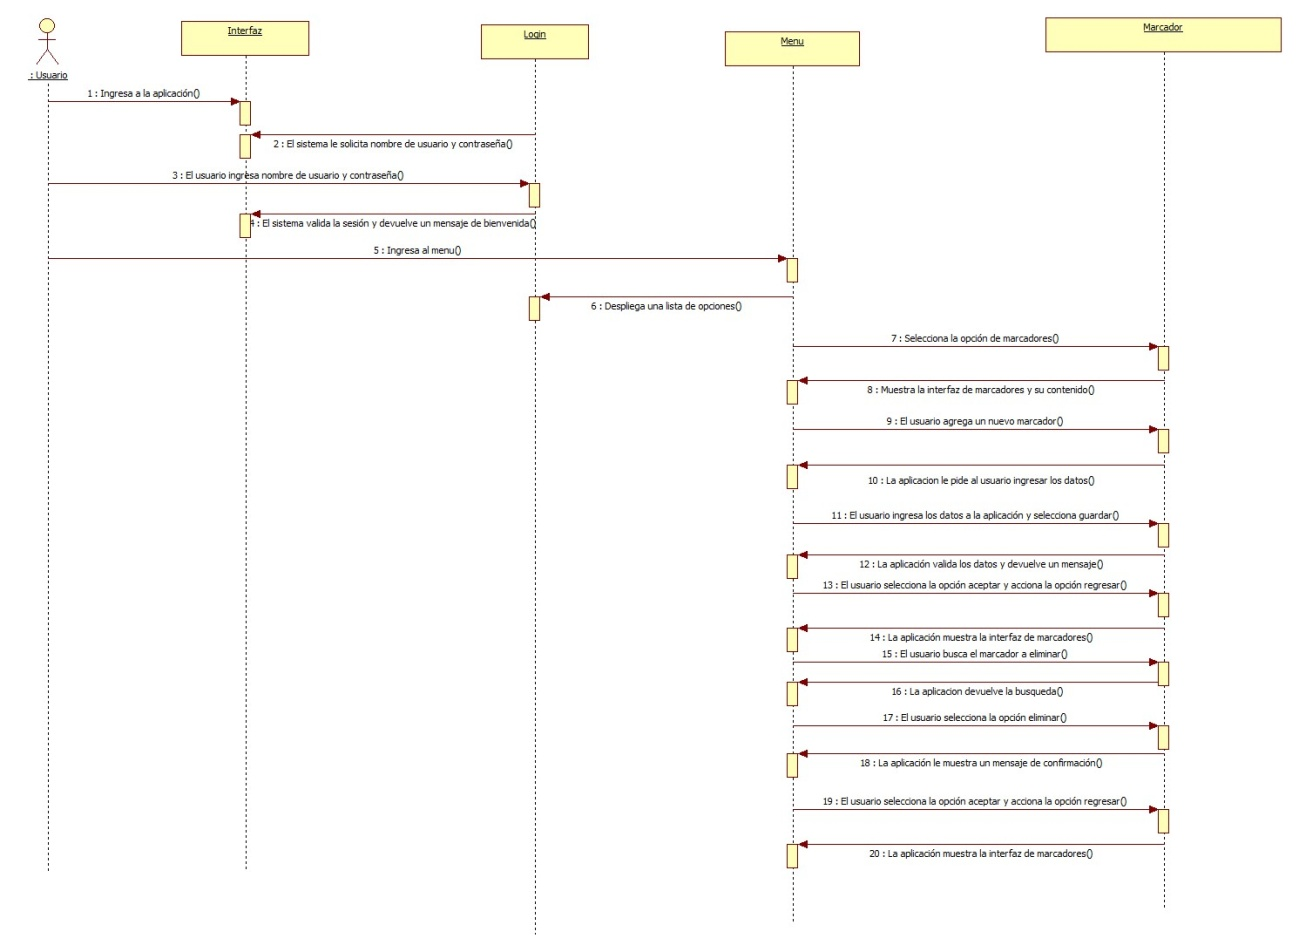 Interfaz
Login
Menu
Marcador
: Usuario
1 : Ingresa a la aplicación()
2 : El sistema le solicita nombre de usuario y contraseña()
3 : El usuario ingresa nombre de usuario y contraseña()
4 : El sistema valida la sesión y devuelve un mensaje de bienvenida()
5 : Ingresa al menu()
6 : Despliega una lista de opciones()
7 : Selecciona la opción de marcadores()
8 : Muestra la interfaz de marcadores y su contenido()
9 : El usuario agrega un nuevo marcador()
10 : La aplicacion le pide al usuario ingresar los datos()
11 : El usuario ingresa los datos a la aplicación y selecciona guardar()
12 : La aplicación valida los datos y devuelve un mensaje()
13 : El usuario selecciona la opción aceptar y acciona la opción regresar()
14 : La aplicación muestra la interfaz de marcadores()
15 : El usuario busca el marcador a eliminar()
16 : La aplicacion devuelve la busqueda()
17 : El usuario selecciona la opción eliminar()
18 : La aplicación le muestra un mensaje de confirmación()
19 : El usuario selecciona la opción aceptar y acciona la opción regresar()
20 : La aplicación muestra la interfaz de marcadores()